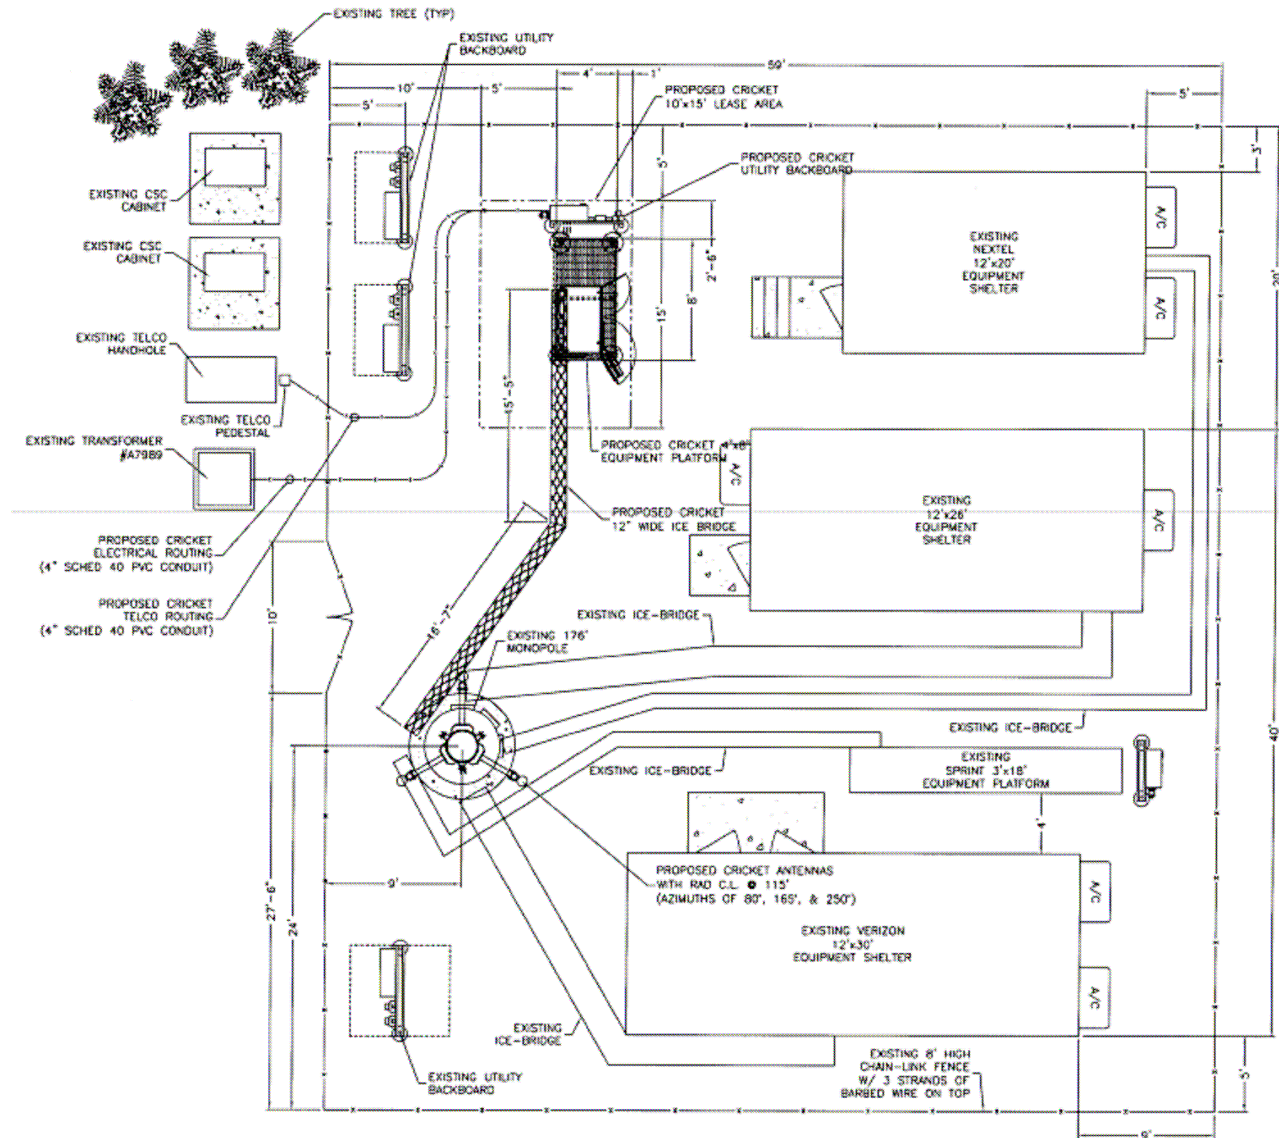 EXISTING TREE (TYP)
EXISTING UTILITY
BACKBOARD
59'
10'
5'
4'
1'
5'
5'
PROPOSED CRICKET
10'x15' LEASE AREA
PROPOSED CRICKET
UTILITY BACKBOARD
5'
3'
EXISTING CSC
CABINET
EXISTING CSC
CABINET
EXISTING
NEXTEL
12'x20'
EQUIPMENT
SHELTER
A/C
A/C
2'-6"
8'
15'
20'
EXISTING TELCO
HANDHOLE
EXISTING TELCO
PEDESTAL
EXISTING TRANSFORMER
#A7989
15'-5"
PROPOSED CRICKET 4'x8'
EQUIPMENT PLATFORM
A/C
EXISTING
12'x26'
EQUIPMENT
SHELTER
A/C
PROPOSED CRICKET
12" WIDE ICE BRIDGE
PROPOSED CRICKET
ELECTRICAL ROUTING
(4" SCHED 40 PVC CONDUIT)
PROPOSED CRICKET
TELCO ROUTING
(4" SCHED 40 PVC CONDUIT)
10'
16'-7"
EXISTING ICE-BRIDGE
EXISTING 176'
MONOPOLE
EXISTING ICE-BRIDGE
40'
EXISTING ICE-BRIDGE
EXISTING
SPRINT 3'x18'
EQUIPMENT PLATFORM
4'
27'-6"
24'
9'
PROPOSED CRICKET ANTENNAS
WITH RAD C.L. @ 115'
(AZIMUTHS OF 80°, 165°, & 250°)
A/C
EXISTING VERIZON
12'x30'
EQUIPMENT SHELTER
A/C
EXISTING
ICE-BRIDGE
EXISTING UTILITY
BACKBOARD
EXISTING 8' HIGH
CHAIN-LINK FENCE
W/ 3 STRANDS OF
BARBED WIRE ON TOP
5'
9'